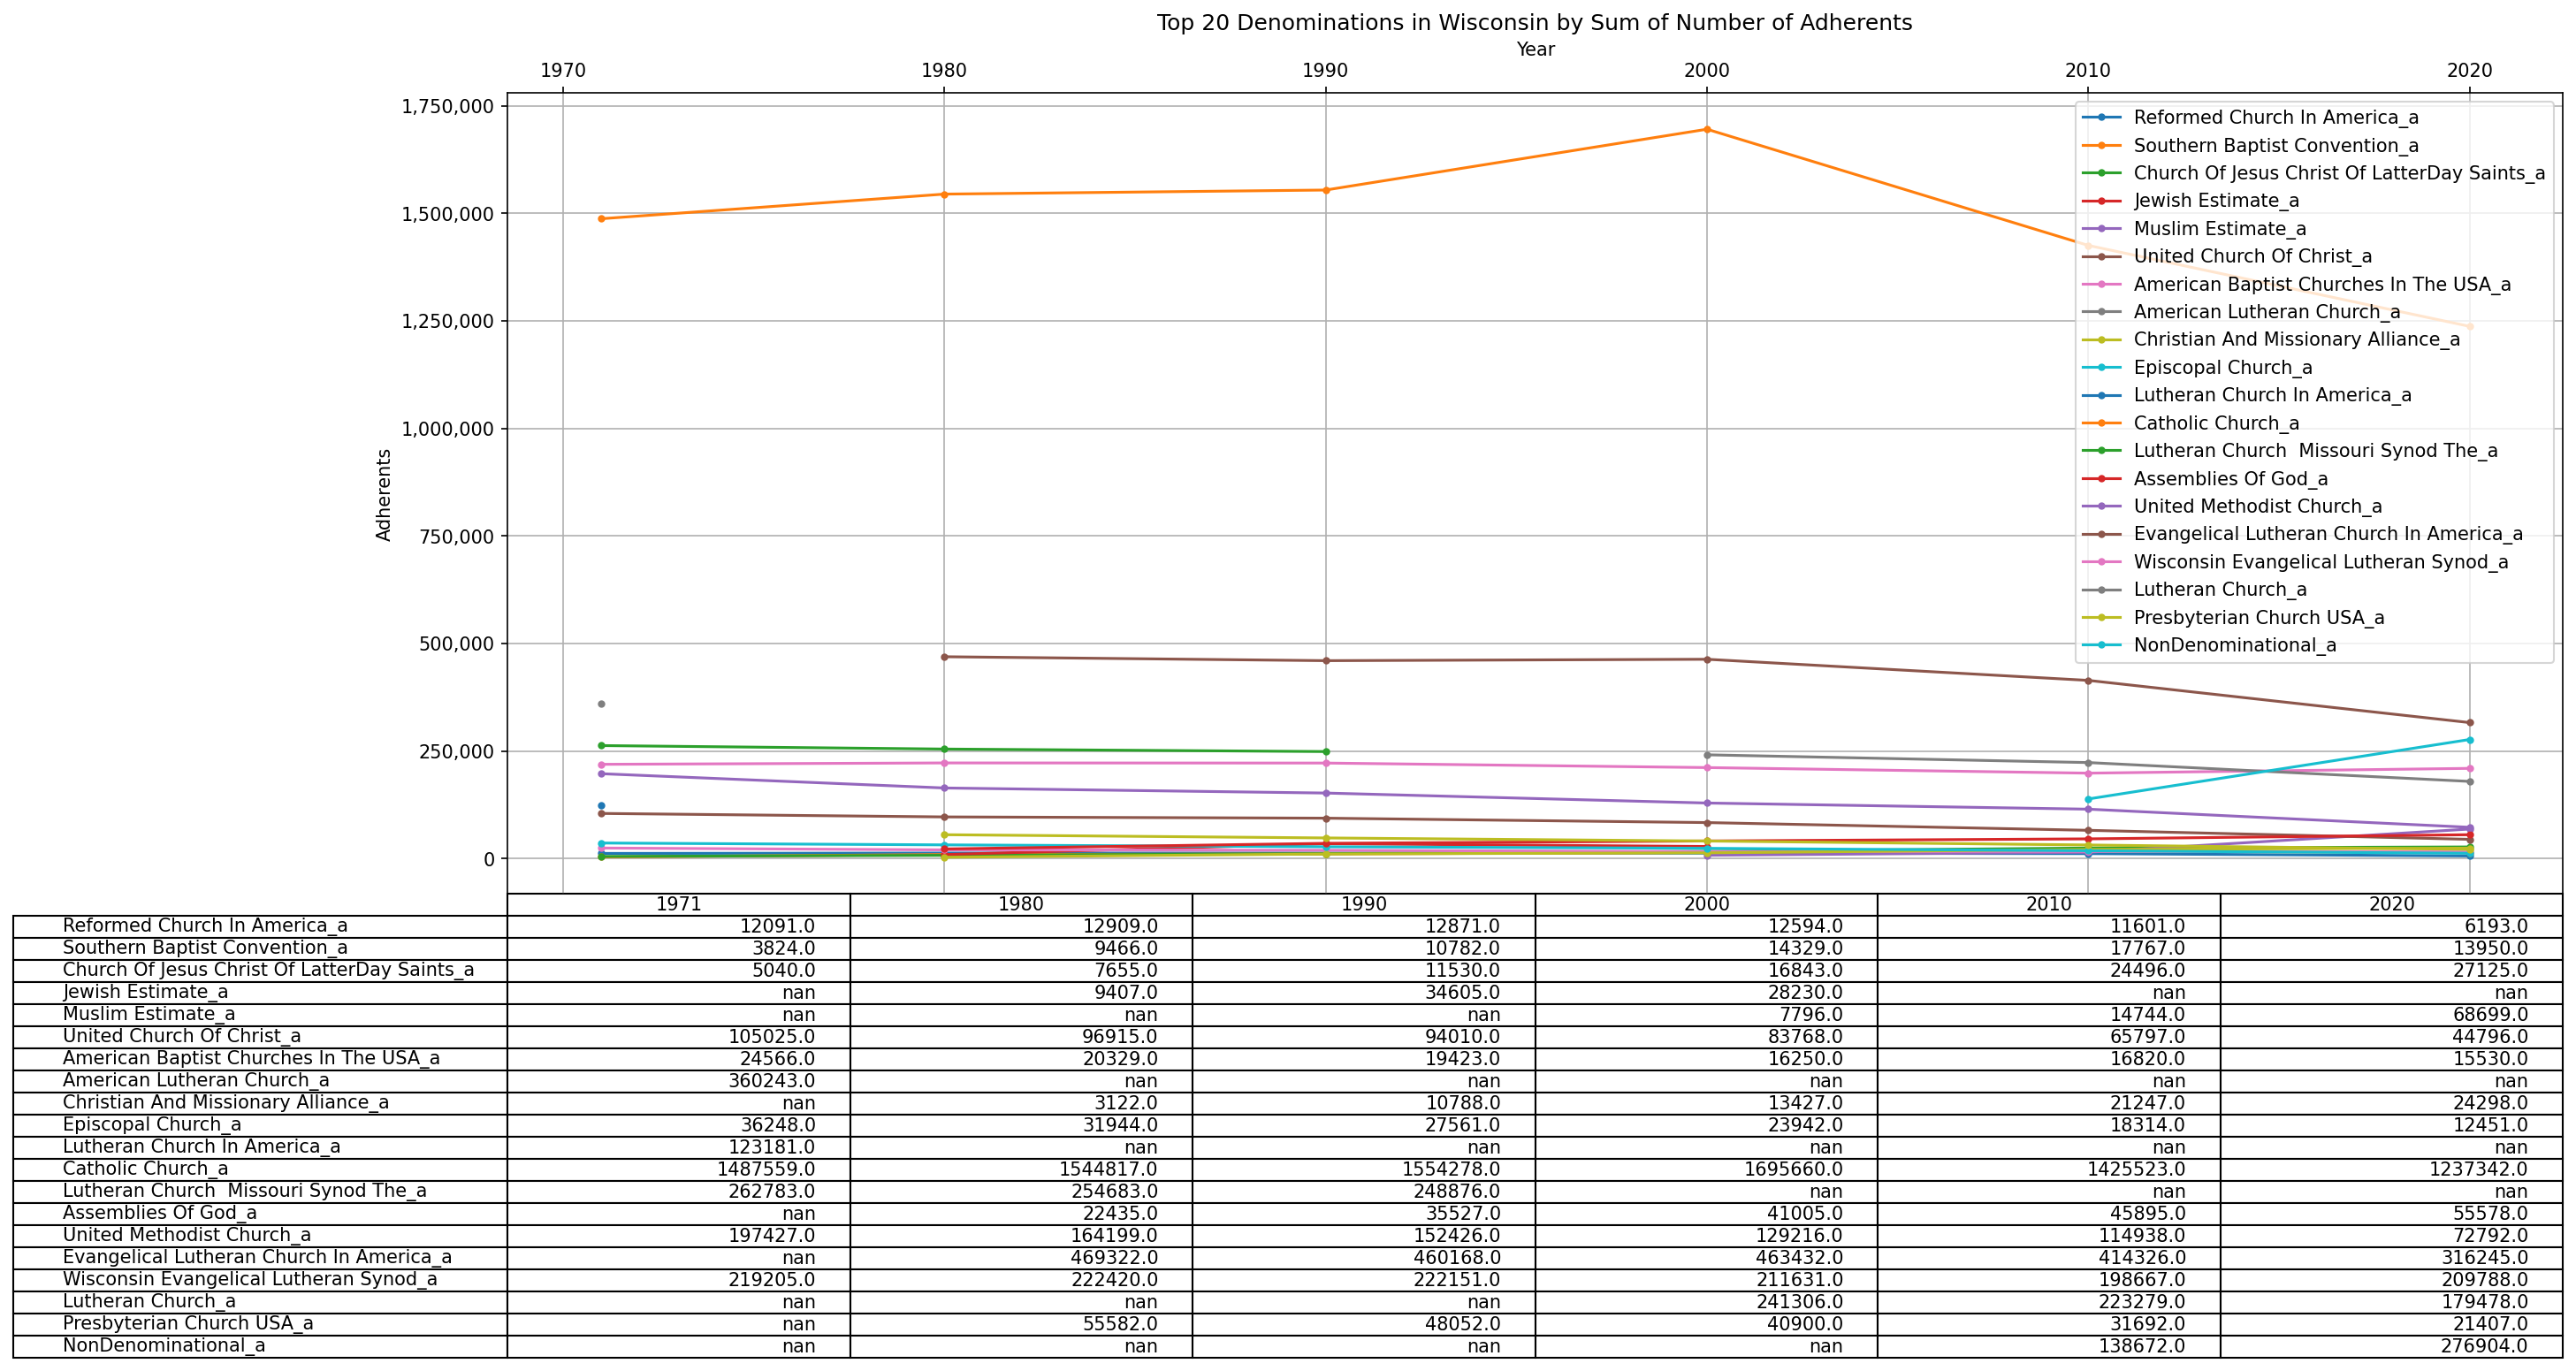 Top 20 Denominations in Wisconsin by Sum of Number of Adherents
Year
1970 1980 1990 2000 2010 2020
1,750,000
1,500,000
1,250,000
1,000,000
750,000
500,000
250,000
0
Adherents
Reformed Church In America_a
Southern Baptist Convention_a
Church Of Jesus Christ Of LatterDay Saints_a
Jewish Estimate_a
Muslim Estimate_a
United Church Of Christ_a
American Baptist Churches In The USA_a
American Lutheran Church_a
Christian And Missionary Alliance_a
Episcopal Church_a
Lutheran Church In America_a
Catholic Church_a
Lutheran Church  Missouri Synod The_a
Assemblies Of God_a
United Methodist Church_a
Evangelical Lutheran Church In America_a
Wisconsin Evangelical Lutheran Synod_a
Lutheran Church_a
Presbyterian Church USA_a
NonDenominational_a
1971 1980 1990 2000 2010 2020
Reformed Church In America_a 12091.0 12909.0 12871.0 12594.0 11601.0 6193.0
Southern Baptist Convention_a 3824.0 9466.0 10782.0 14329.0 17767.0 13950.0
Church Of Jesus Christ Of LatterDay Saints_a 5040.0 7655.0 11530.0 16843.0 24496.0 27125.0
Jewish Estimate_a nan 9407.0 34605.0 28230.0 nan nan
Muslim Estimate_a nan nan nan 7796.0 14744.0 68699.0
United Church Of Christ_a 105025.0 96915.0 94010.0 83768.0 65797.0 44796.0
American Baptist Churches In The USA_a 24566.0 20329.0 19423.0 16250.0 16820.0 15530.0
American Lutheran Church_a 360243.0 nan nan nan nan nan
Christian And Missionary Alliance_a nan 3122.0 10788.0 13427.0 21247.0 24298.0
Episcopal Church_a 36248.0 31944.0 27561.0 23942.0 18314.0 12451.0
Lutheran Church In America_a 123181.0 nan nan nan nan nan
Catholic Church_a 1487559.0 1544817.0 1554278.0 1695660.0 1425523.0 1237342.0
Lutheran Church  Missouri Synod The_a 262783.0 254683.0 248876.0 nan nan nan
Assemblies Of God_a nan 22435.0 35527.0 41005.0 45895.0 55578.0
United Methodist Church_a 197427.0 164199.0 152426.0 129216.0 114938.0 72792.0
Evangelical Lutheran Church In America_a nan 469322.0 460168.0 463432.0 414326.0 316245.0
Wisconsin Evangelical Lutheran Synod_a 219205.0 222420.0 222151.0 211631.0 198667.0 209788.0
Lutheran Church_a nan nan nan 241306.0 223279.0 179478.0
Presbyterian Church USA_a nan 55582.0 48052.0 40900.0 31692.0 21407.0
NonDenominational_a nan nan nan nan 138672.0 276904.0